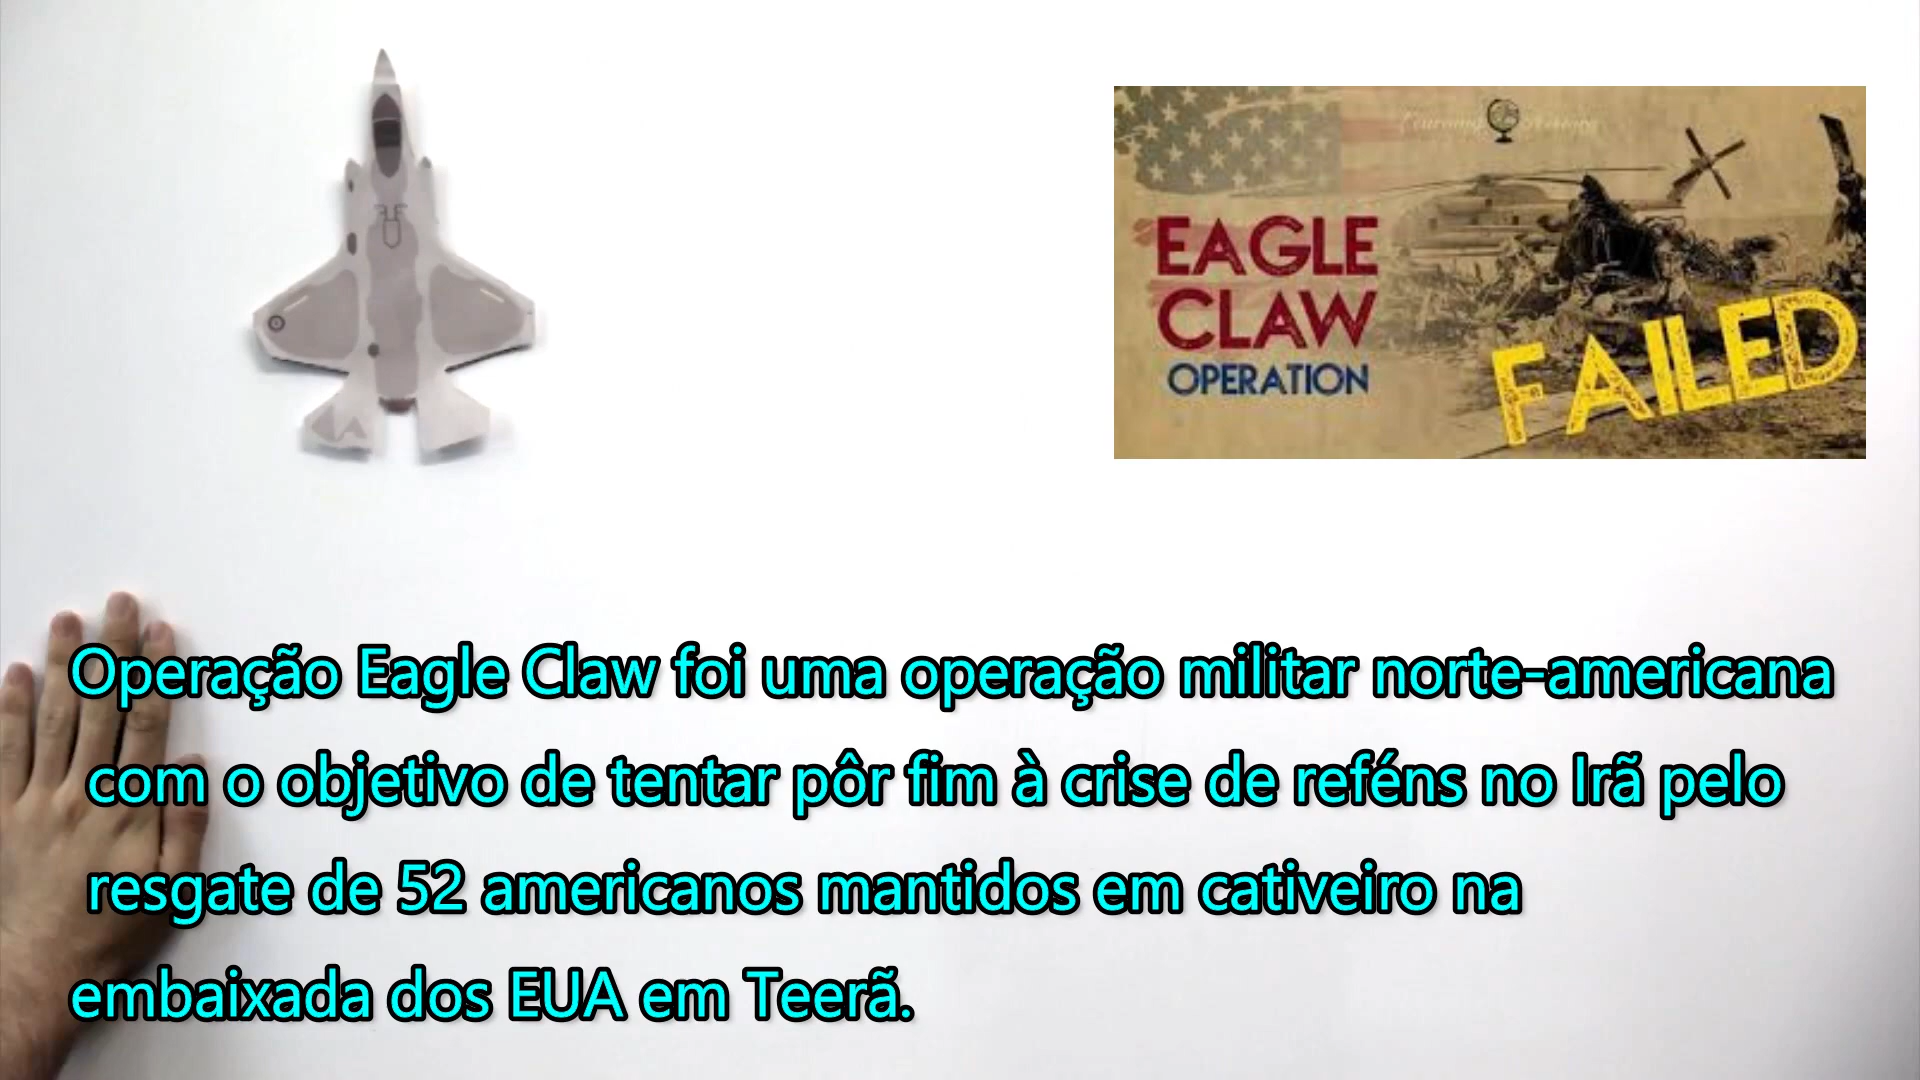 EAGLE
CLAW
OPERATION
FAILED
Operação Eagle Claw foi uma operação militar norte-americana
com o objetivo de tentar pôr fim à crise de reféns no Irã pelo
resgate de 52 americanos mantidos em cativeiro na
embaixada dos EUA em Teerã.